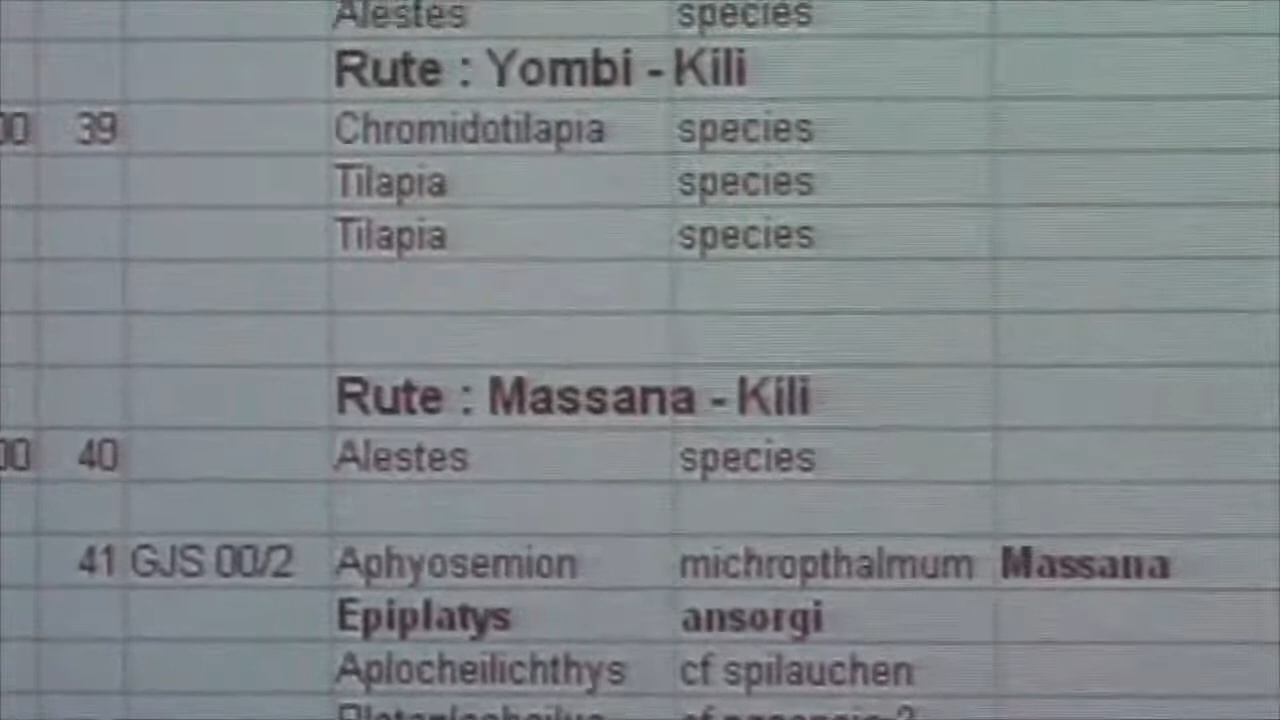 Alestes species
Rute : Yombi - Kili
39 Chromidotilapia species
Tilapia species
Tilapia species
Rute : Massana - Kili
40 Alestes species
41 GJS 00/2 Aphyosemion michropthalmum Massana
Epiplatys ansorgi
Aplocheilichthys cf spilauchen